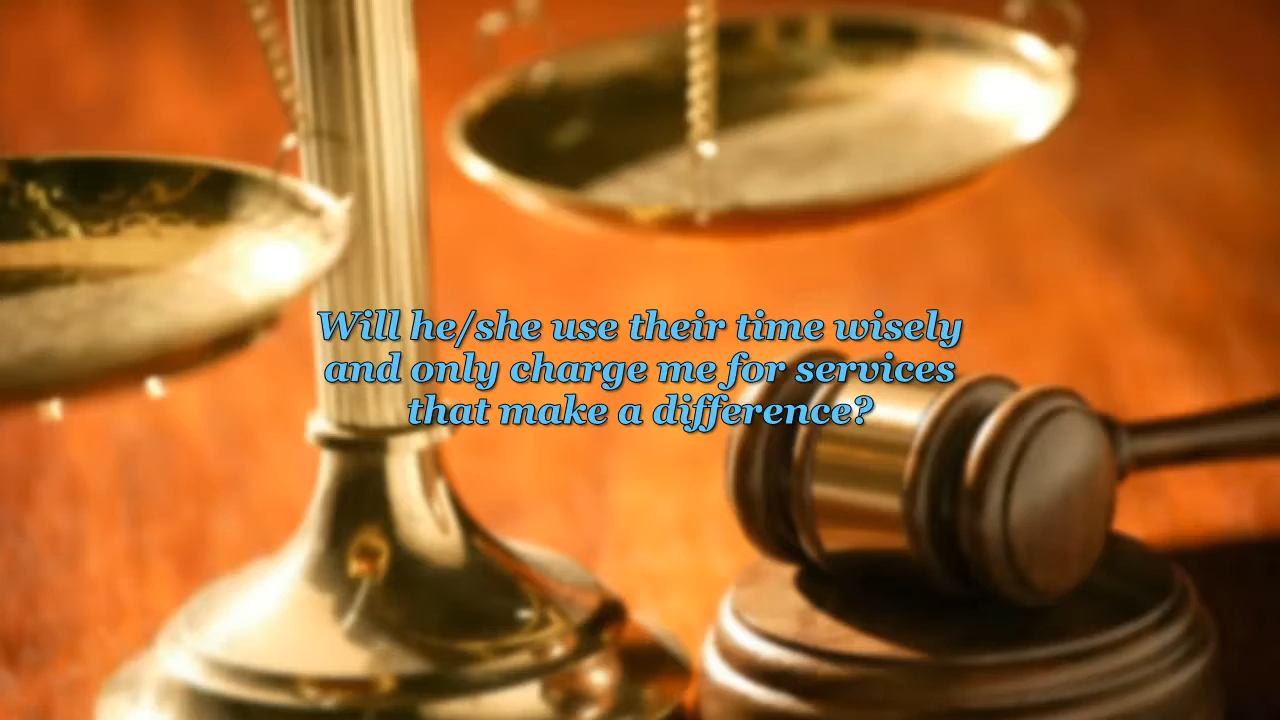 Will he/she use their time wisely
and only charge me for services
that make a difference?